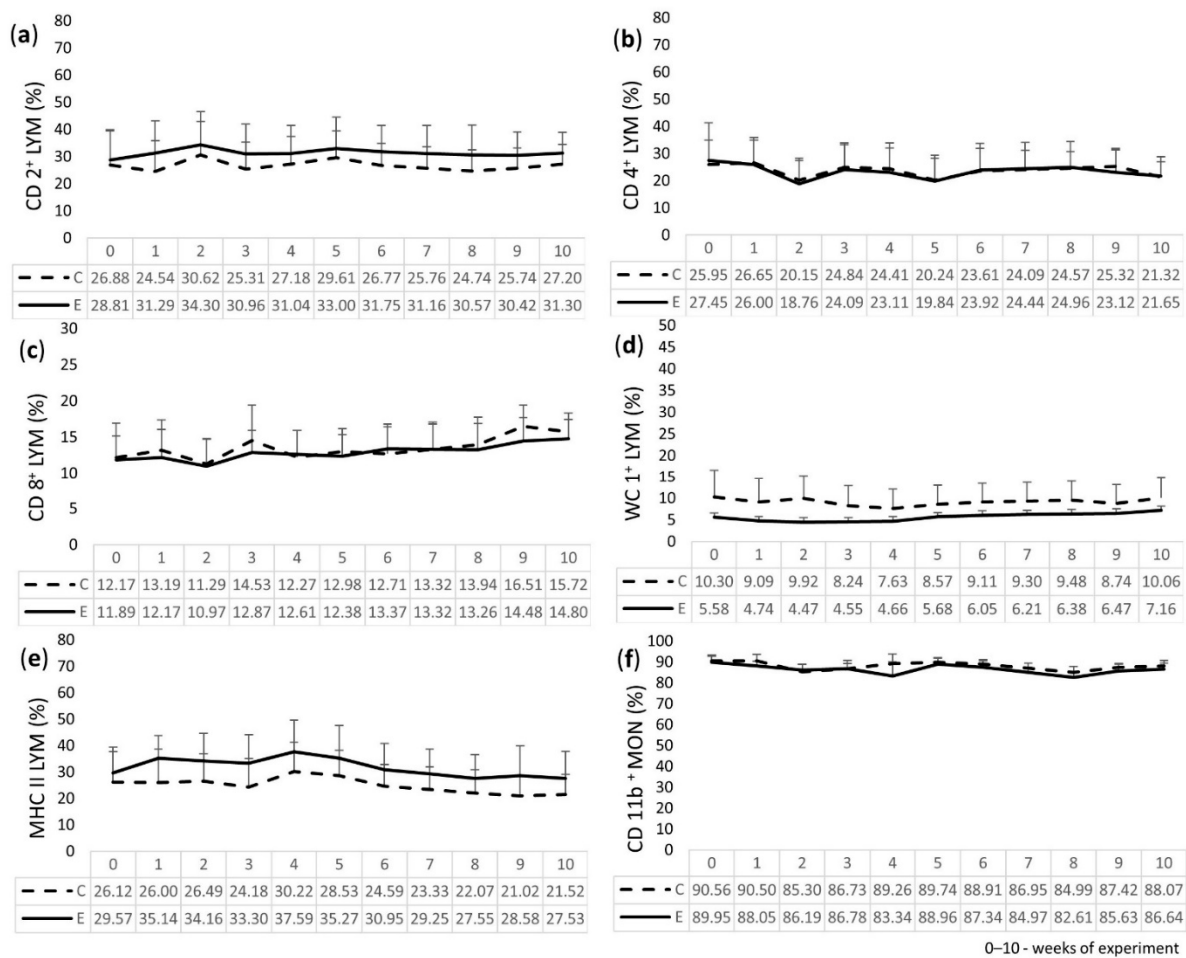 (a)
CD 2+ LYM (%)
80
70
60
50
40
30
20
10
0
0 1 2 3 4 5 6 7 8 9 10
C 26.88 24.54 30.62 25.31 27.18 29.61 26.77 25.76 24.74 25.74 27.20
E 28.81 31.29 34.30 30.96 31.04 33.00 31.75 31.16 30.57 30.42 31.30
(b)
CD 4+ LYM (%)
80
70
60
50
40
30
20
10
0
0 1 2 3 4 5 6 7 8 9 10
C 25.95 26.65 20.15 24.84 24.41 20.24 23.61 24.09 24.57 25.32 21.32
E 27.45 26.00 18.76 24.09 23.11 19.84 23.92 24.44 24.96 23.12 21.65
(c)
CD 8+ LYM (%)
30
25
20
15
10
5
0
0 1 2 3 4 5 6 7 8 9 10
C 12.17 13.19 11.29 14.53 12.27 12.98 12.71 13.32 13.94 16.51 15.72
E 11.89 12.17 10.97 12.87 12.61 12.38 13.37 13.32 13.26 14.48 14.80
(d)
WC 1+ LYM (%)
50
45
40
35
30
25
20
15
10
5
0
0 1 2 3 4 5 6 7 8 9 10
C 10.30 9.09 9.92 8.24 7.63 8.57 9.11 9.30 9.48 8.74 10.06
E 5.58 4.74 4.47 4.55 4.66 5.68 6.05 6.21 6.38 6.47 7.16
(e)
MHC II LYM (%)
80
70
60
50
40
30
20
10
0
0 1 2 3 4 5 6 7 8 9 10
C 26.12 26.00 26.49 24.18 30.22 28.53 24.59 23.33 22.07 21.02 21.52
E 29.57 35.14 34.16 33.30 37.59 35.27 30.95 29.25 27.55 28.58 27.53
(f)
CD 11b + MON (%)
100
90
80
70
60
50
40
30
20
10
0
0 1 2 3 4 5 6 7 8 9 10
C 90.56 90.50 85.30 86.73 89.26 89.74 88.91 86.95 84.99 87.42 88.07
E 89.95 88.05 86.19 86.78 83.34 88.96 87.34 84.97 82.61 85.63 86.64
0–10 - weeks of experiment